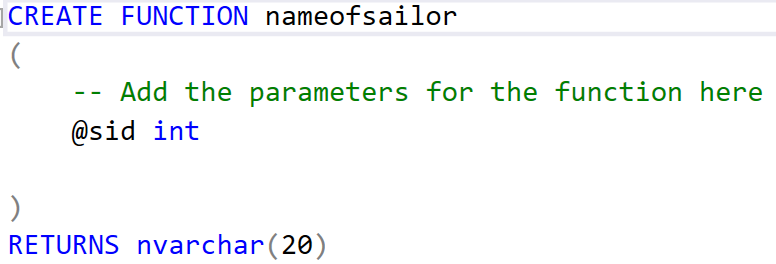 CREATE FUNCTION nameofsailor
(
-- Add the parameters for the function here
@sid int
)
RETURNS nvarchar(20)